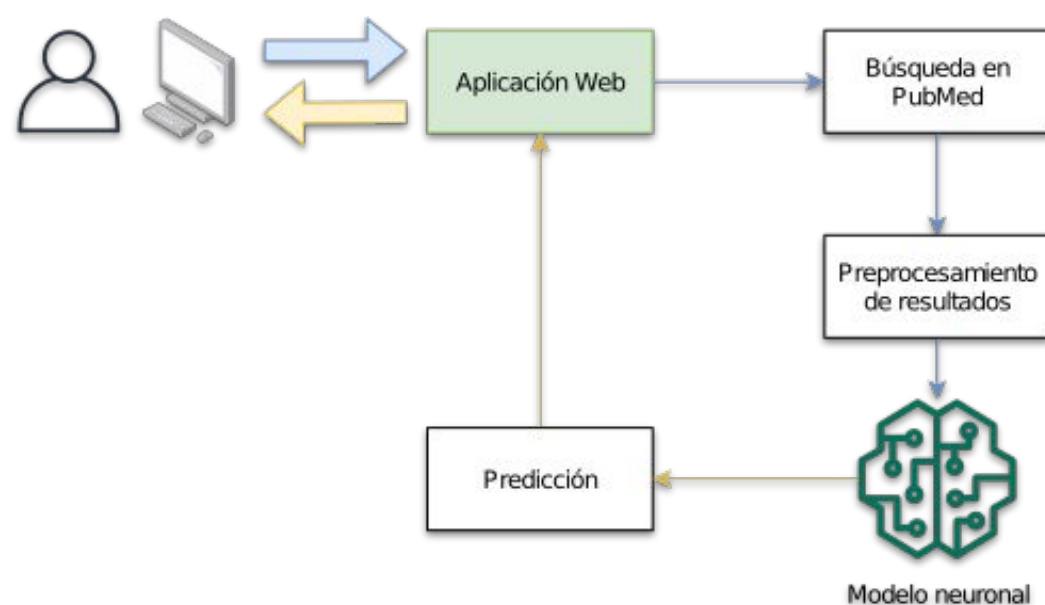 Aplicación Web
Búsqueda en
PubMed
Preprocesamiento
de resultados
Predicción
Modelo neuronal